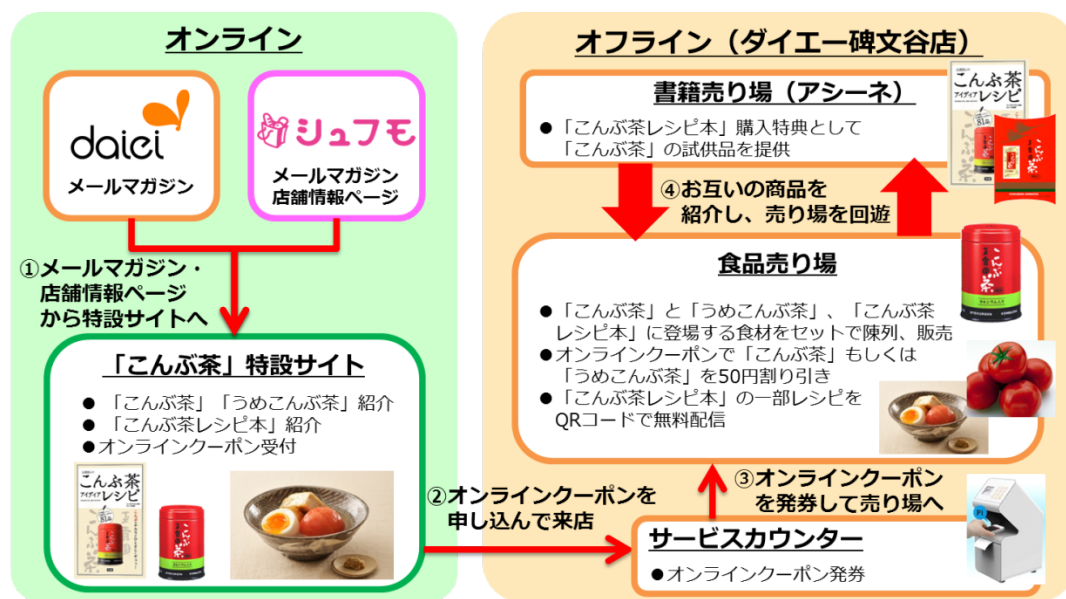 オンライン
daiei
メールマガジン
シュフモ
メールマガジン
店舗情報ページ
①メールマガジン・
店舗情報ページ
から特設サイトへ
「こんぶ茶」特設サイト
● 「こんぶ茶」「うめこんぶ茶」紹介
● 「こんぶ茶レシピ本」紹介
●オンラインクーポン受付
こんぶ茶
アイディア
レシピ
こんぶ茶
②オンラインクーポンを
申し込んで来店
オフライン（ダイエー碑文谷店）
書籍売り場（アシーネ）
●「こんぶ茶レシピ本」購入特典として
「こんぶ茶」の試供品を提供
こんぶ茶
アイディア
レシピ
こんぶ茶
④お互いの商品を
紹介し、売り場を回遊
食品売り場
●「こんぶ茶」と「うめこんぶ茶」、「こんぶ茶
レシピ本」に登場する食材をセットで陳列、販売
●オンラインクーポンで「こんぶ茶」もしくは
「うめこんぶ茶」を50円割り引き
●「こんぶ茶レシピ本」の一部レシピを
QRコードで無料配信
こんぶ茶
③オンラインクーポン
を発券して売り場へ
サービスカウンター
●オンラインクーポン発券